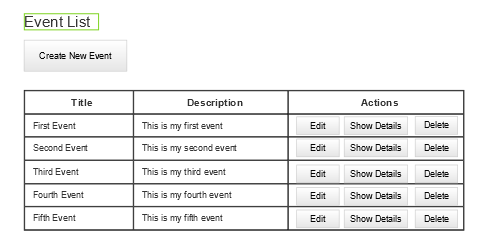 Event List
Create New Event
Title Description Actions
First Event This is my first event Edit Show Details Delete
Second Event This is my second event Edit Show Details Delete
Third Event This is my third event Edit Show Details Delete
Fourth Event This is my fourth event Edit Show Details Delete
Fifth Event This is my fifth event Edit Show Details Delete